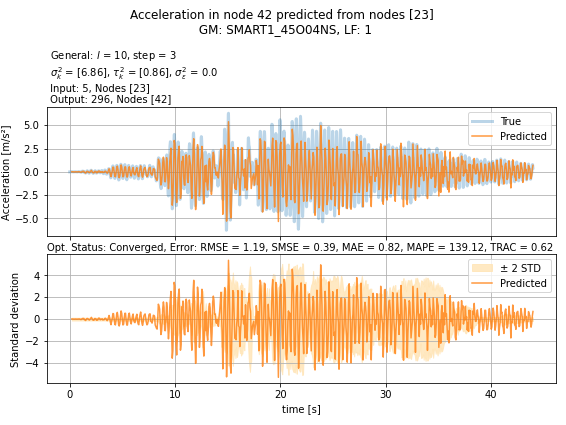 Acceleration in node 42 predicted from nodes [23]
GM: SMART1_45O04NS, LF: 1
General: l = 10, step = 3
σ²ₖ = [6.86], τ²ₖ = [0.86], σ²ε = 0.0
Input: 5, Nodes [23]
Output: 296, Nodes [42]
Acceleration [m/s²]
5.0
2.5
0.0
−2.5
−5.0
True
Predicted
Opt. Status: Converged, Error: RMSE = 1.19, SMSE = 0.39, MAE = 0.82, MAPE = 139.12, TRAC = 0.62
Standard deviation
4
2
0
−2
−4
± 2 STD
Predicted
0 10 20 30 40
time [s]